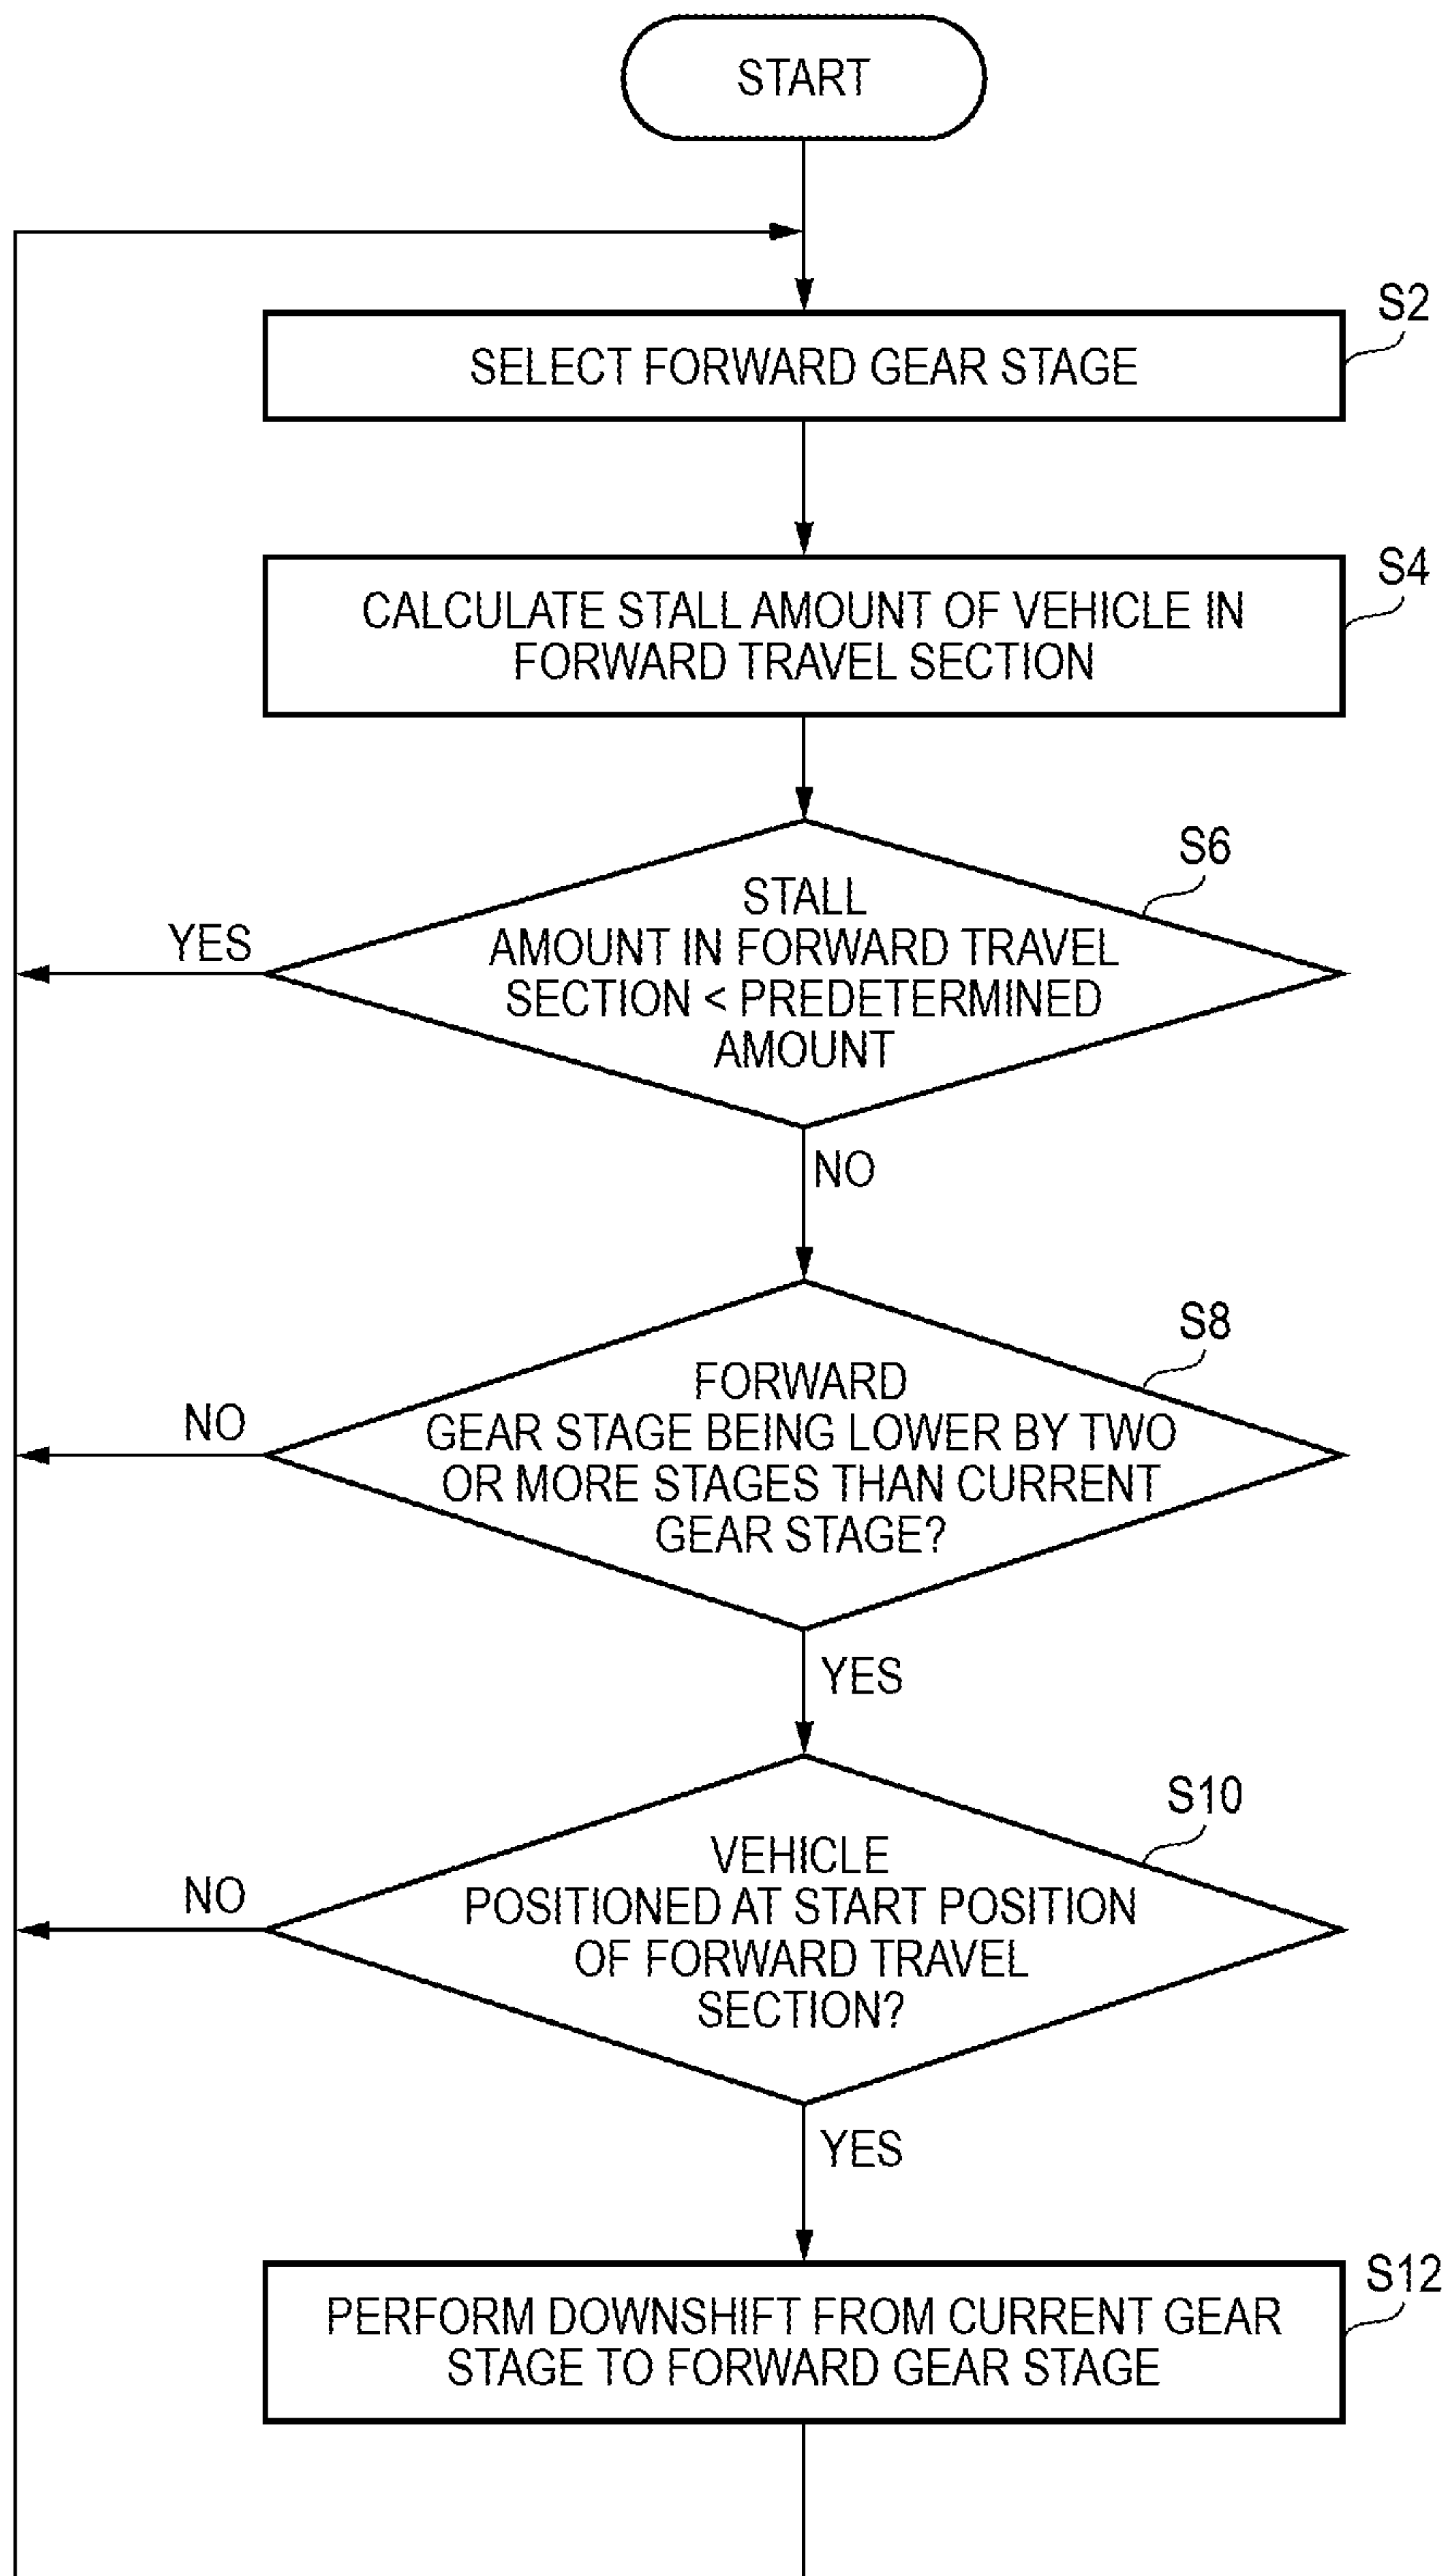 START
S2
SELECT FORWARD GEAR STAGE
S4
CALCULATE STALL AMOUNT OF VEHICLE IN
FORWARD TRAVEL SECTION
S6
STALL
AMOUNT IN FORWARD TRAVEL
SECTION < PREDETERMINED
AMOUNT
YES
NO
S8
FORWARD
GEAR STAGE BEING LOWER BY TWO
OR MORE STAGES THAN CURRENT
GEAR STAGE?
NO
YES
S10
VEHICLE
POSITIONED AT START POSITION
OF FORWARD TRAVEL
SECTION?
NO
YES
S12
PERFORM DOWNSHIFT FROM CURRENT GEAR
STAGE TO FORWARD GEAR STAGE